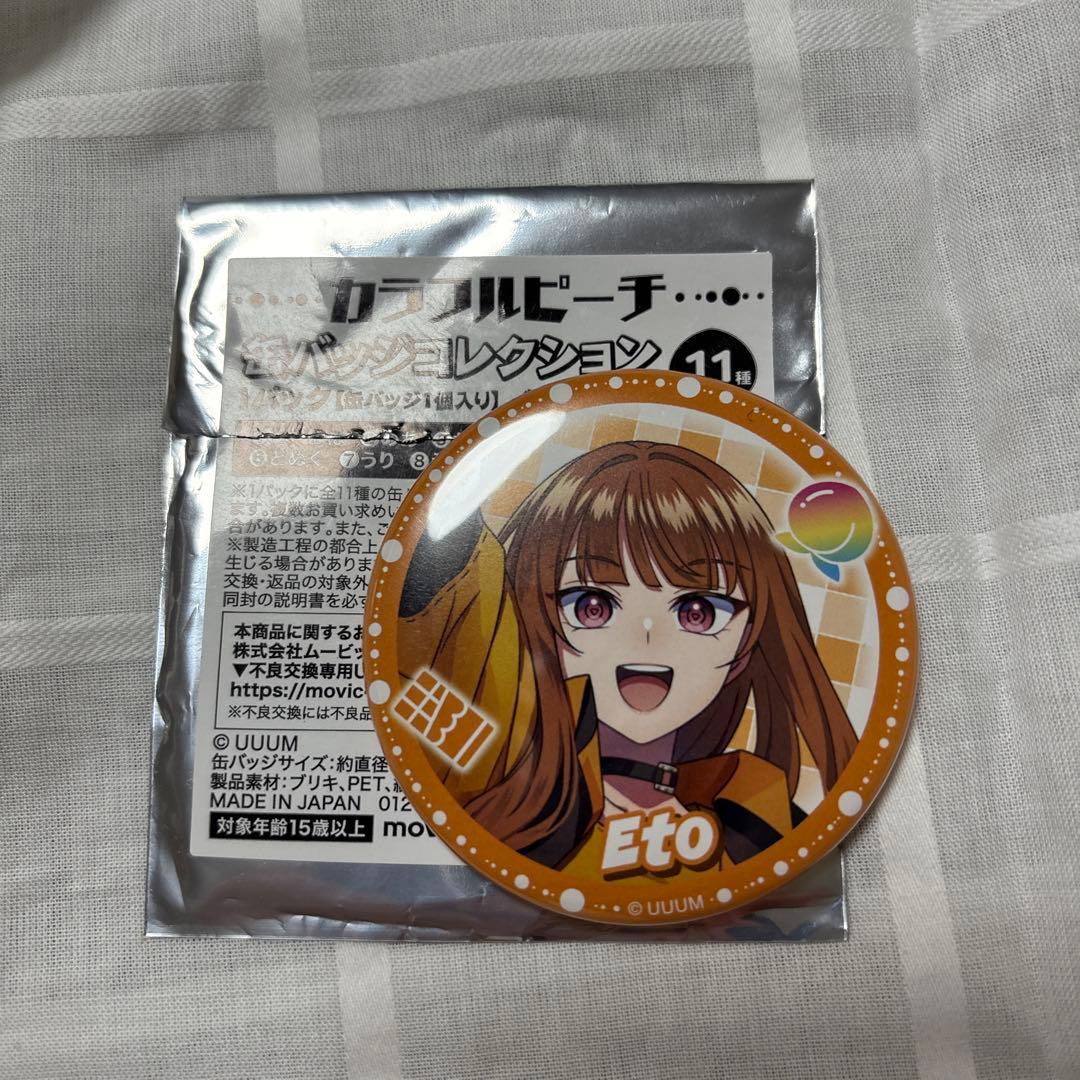 カラフルピーチ
缶バッジコレクション 11種
1パック【缶バッジ1個入り】
⑥どぬく ⑦うり ⑧
※1パックに全11種の缶
ます。複数お買い求めい
合があります。また、こ
※製造工程の都合上
生じる場合がありま
交換・返品の対象外
同封の説明書を必ず
本商品に関するお
株式会社ムービッ
▼不良交換専用U
https://movic-
※不良交換には不良品
© UUUM
缶バッジサイズ:約直径
製品素材:ブリキ、PET、
MADE IN JAPAN 012
対象年齢15歳以上 mov
Eto
© UUUM